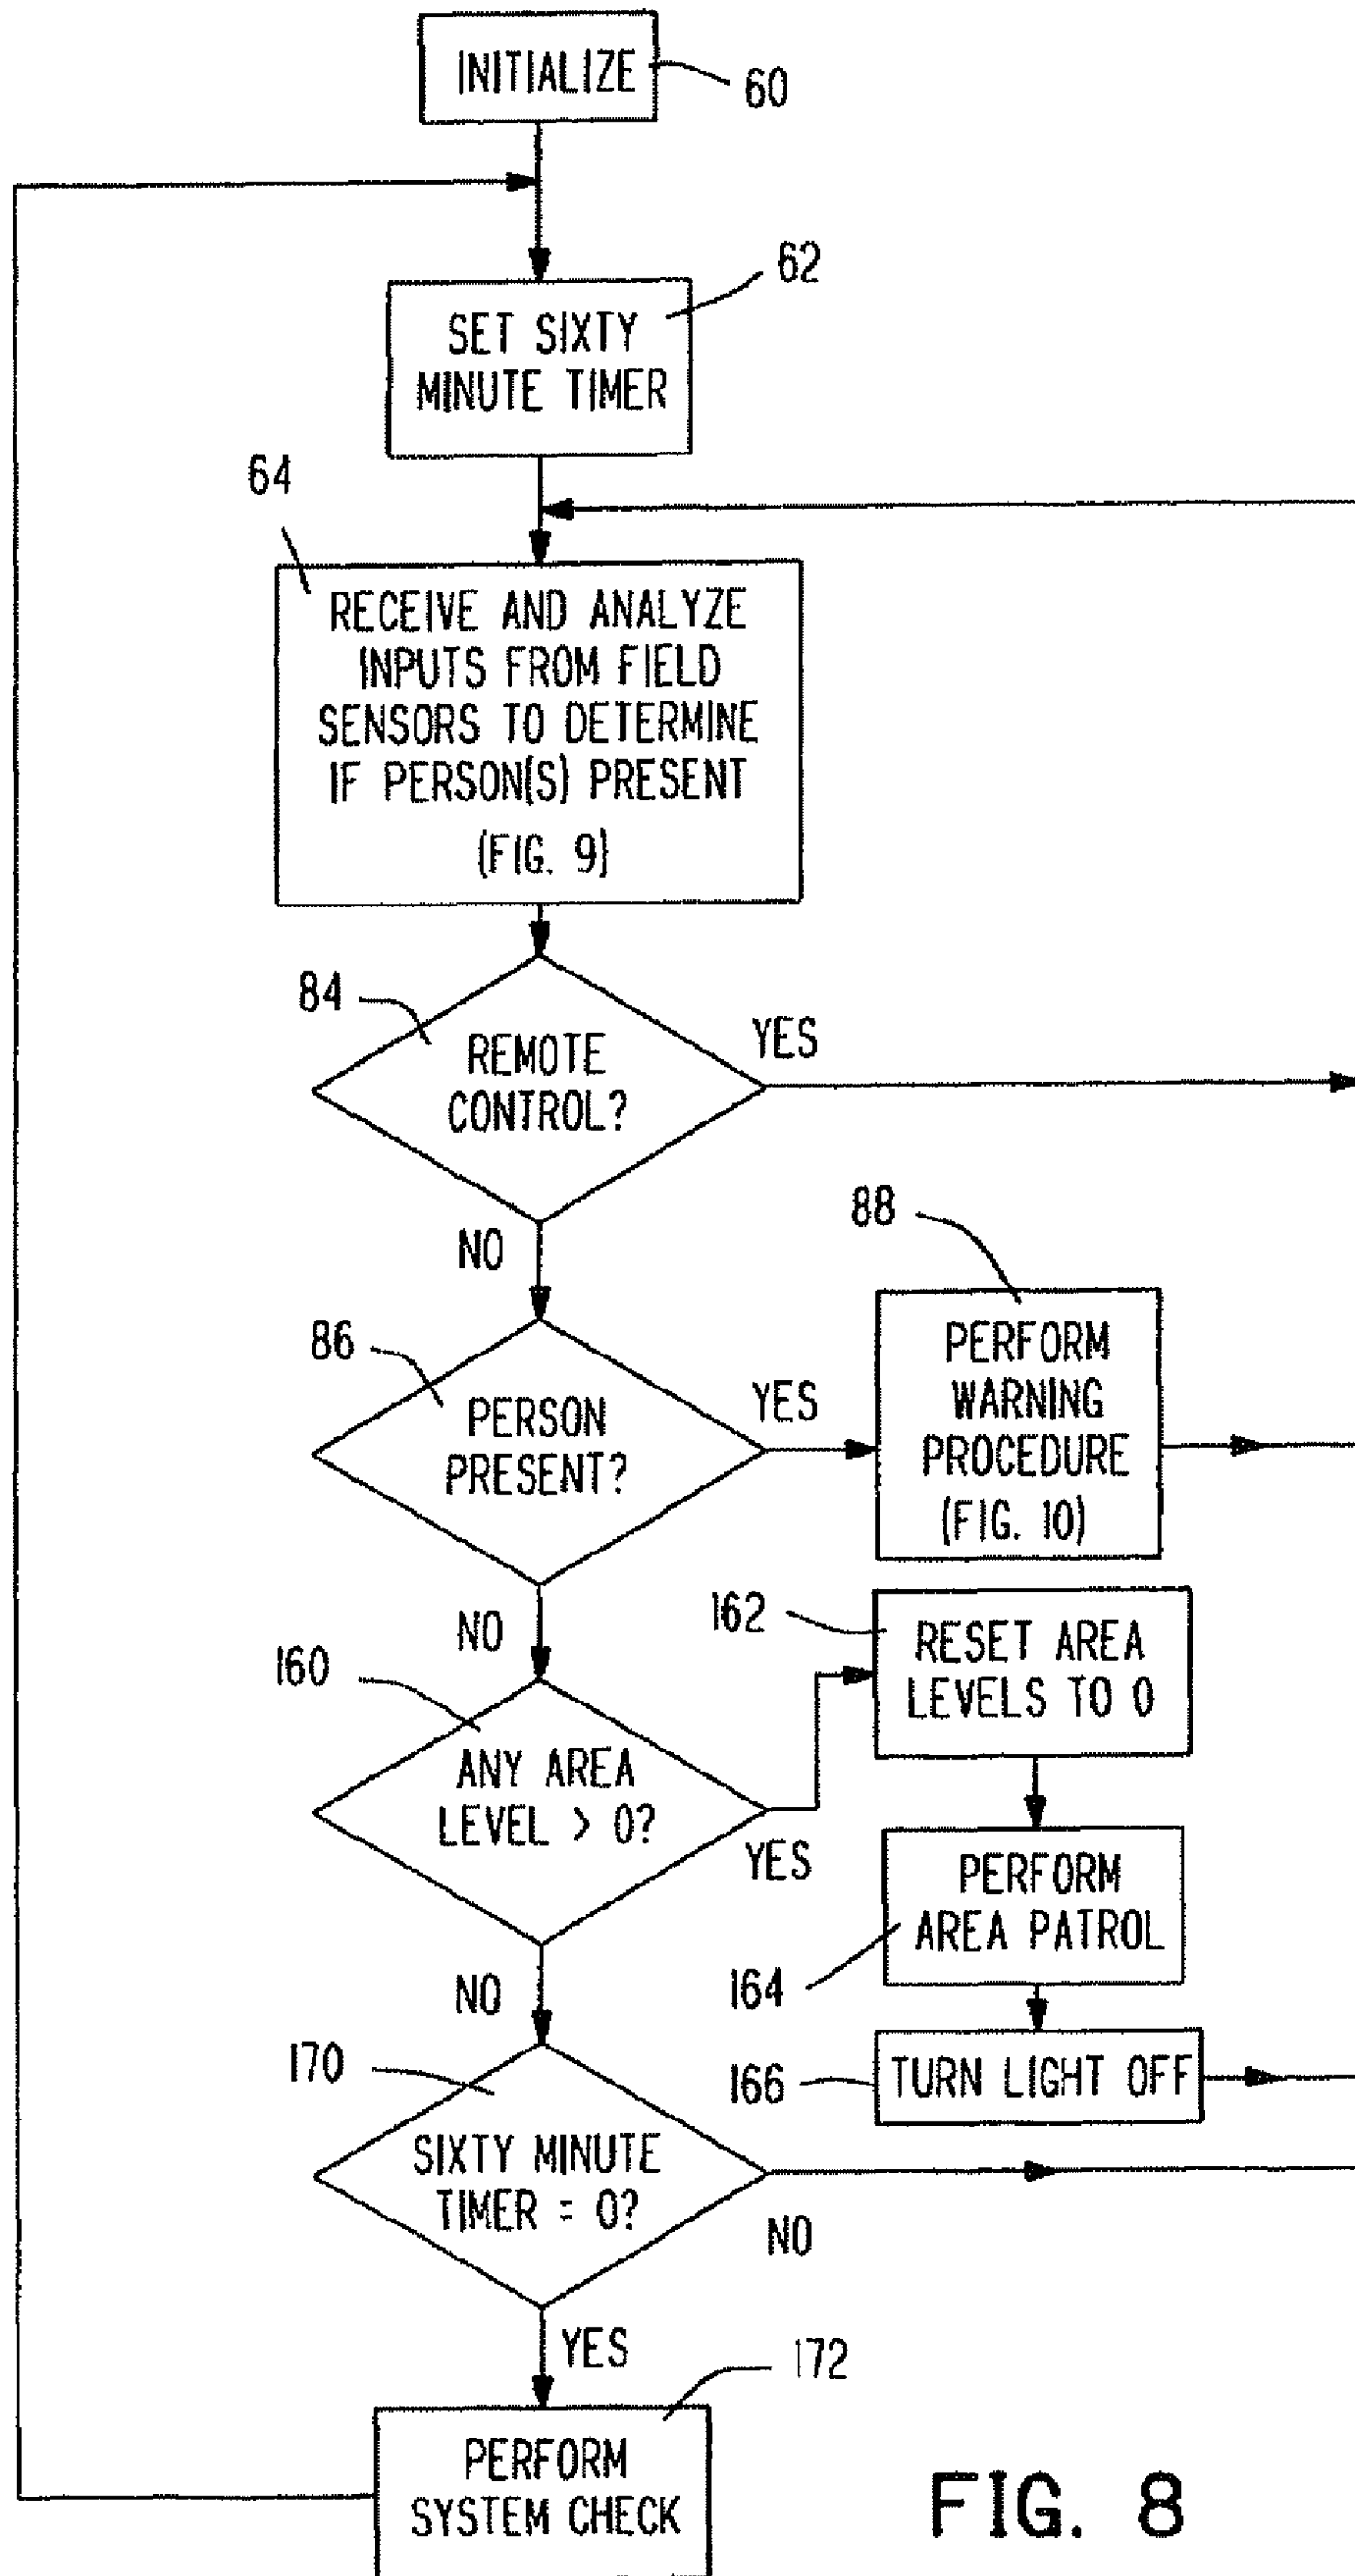 INITIALIZE
60
62
SET SIXTY
MINUTE TIMER
64
RECEIVE AND ANALYZE
INPUTS FROM FIELD
SENSORS TO DETERMINE
IF PERSON(S) PRESENT
(FIG. 9)
84
REMOTE
CONTROL?
YES
NO
86
PERSON
PRESENT?
YES
88
PERFORM
WARNING
PROCEDURE
(FIG. 10)
NO
160
ANY AREA
LEVEL > 0?
YES
162
RESET AREA
LEVELS TO 0
PERFORM
AREA PATROL
164
166
TURN LIGHT OFF
NO
170
SIXTY MINUTE
TIMER = 0?
NO
YES
172
PERFORM
SYSTEM CHECK
FIG. 8